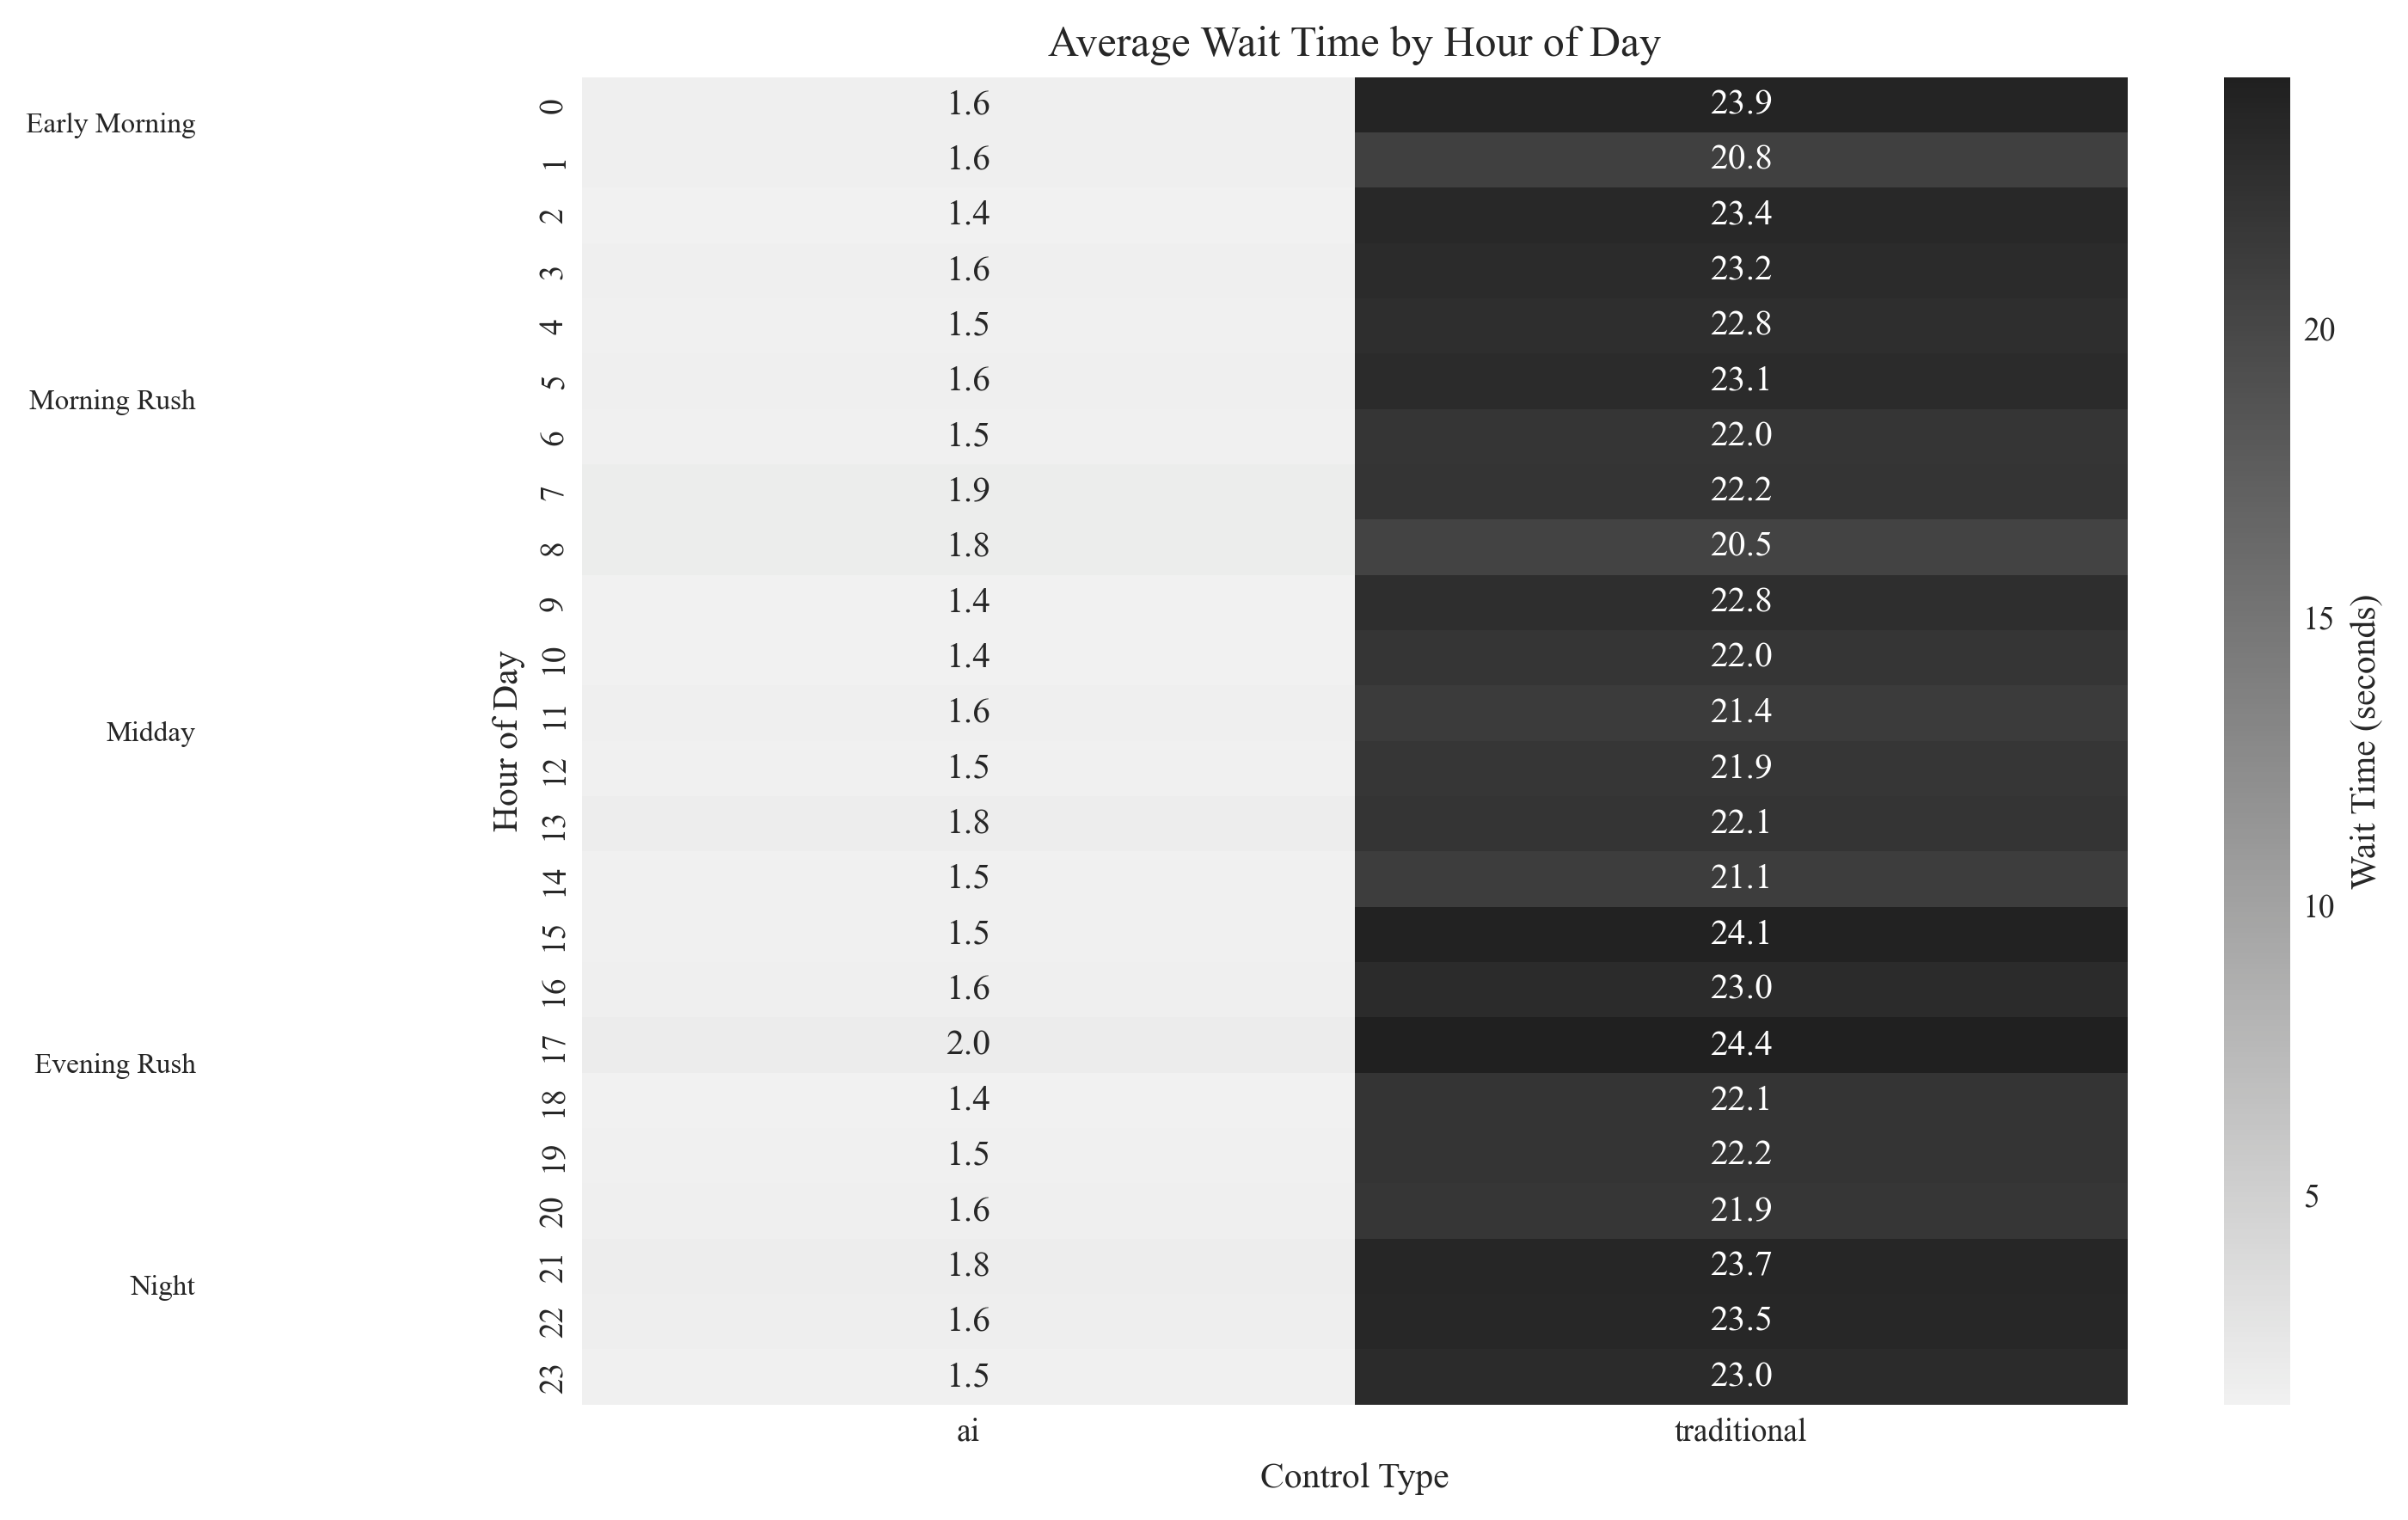 Average Wait Time by Hour of Day
Early Morning
Morning Rush
Midday
Evening Rush
Night
Hour of Day
0 1.6 23.9
1 1.6 20.8
2 1.4 23.4
3 1.6 23.2
4 1.5 22.8
5 1.6 23.1
6 1.5 22.0
7 1.9 22.2
8 1.8 20.5
9 1.4 22.8
10 1.4 22.0
11 1.6 21.4
12 1.5 21.9
13 1.8 22.1
14 1.5 21.1
15 1.5 24.1
16 1.6 23.0
17 2.0 24.4
18 1.4 22.1
19 1.5 22.2
20 1.6 21.9
21 1.8 23.7
22 1.6 23.5
23 1.5 23.0
ai traditional
Control Type
20
15
10
5
Wait Time (seconds)